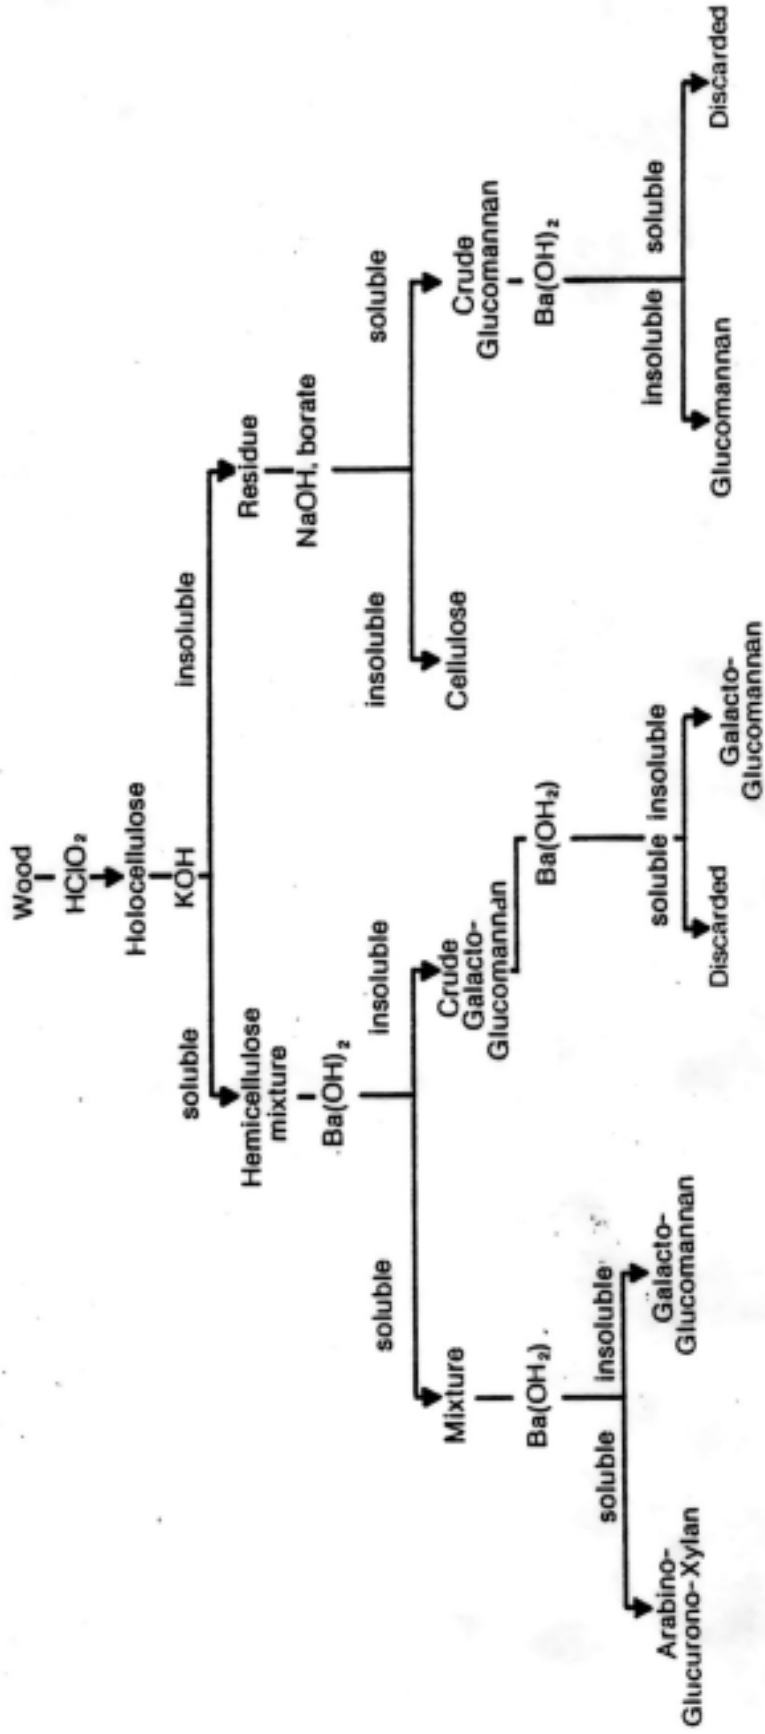 Wood
HClO₂
Holocellulose
KOH
soluble
insoluble
Hemicellulose
mixture
Ba(OH)₂
Residue
NaOH, borate
soluble
insoluble
insoluble
soluble
Mixture
Ba(OH₂)
Crude
Galacto-
Glucomannan
Ba(OH₂)
Cellulose
Crude
Glucomannan
Ba(OH)₂
soluble
insoluble
soluble
insoluble
insoluble
soluble
Arabino-
Glucurono-Xylan
Galacto-
Glucomannan
Discarded
Galacto-
Glucomannan
Glucomannan
Discarded